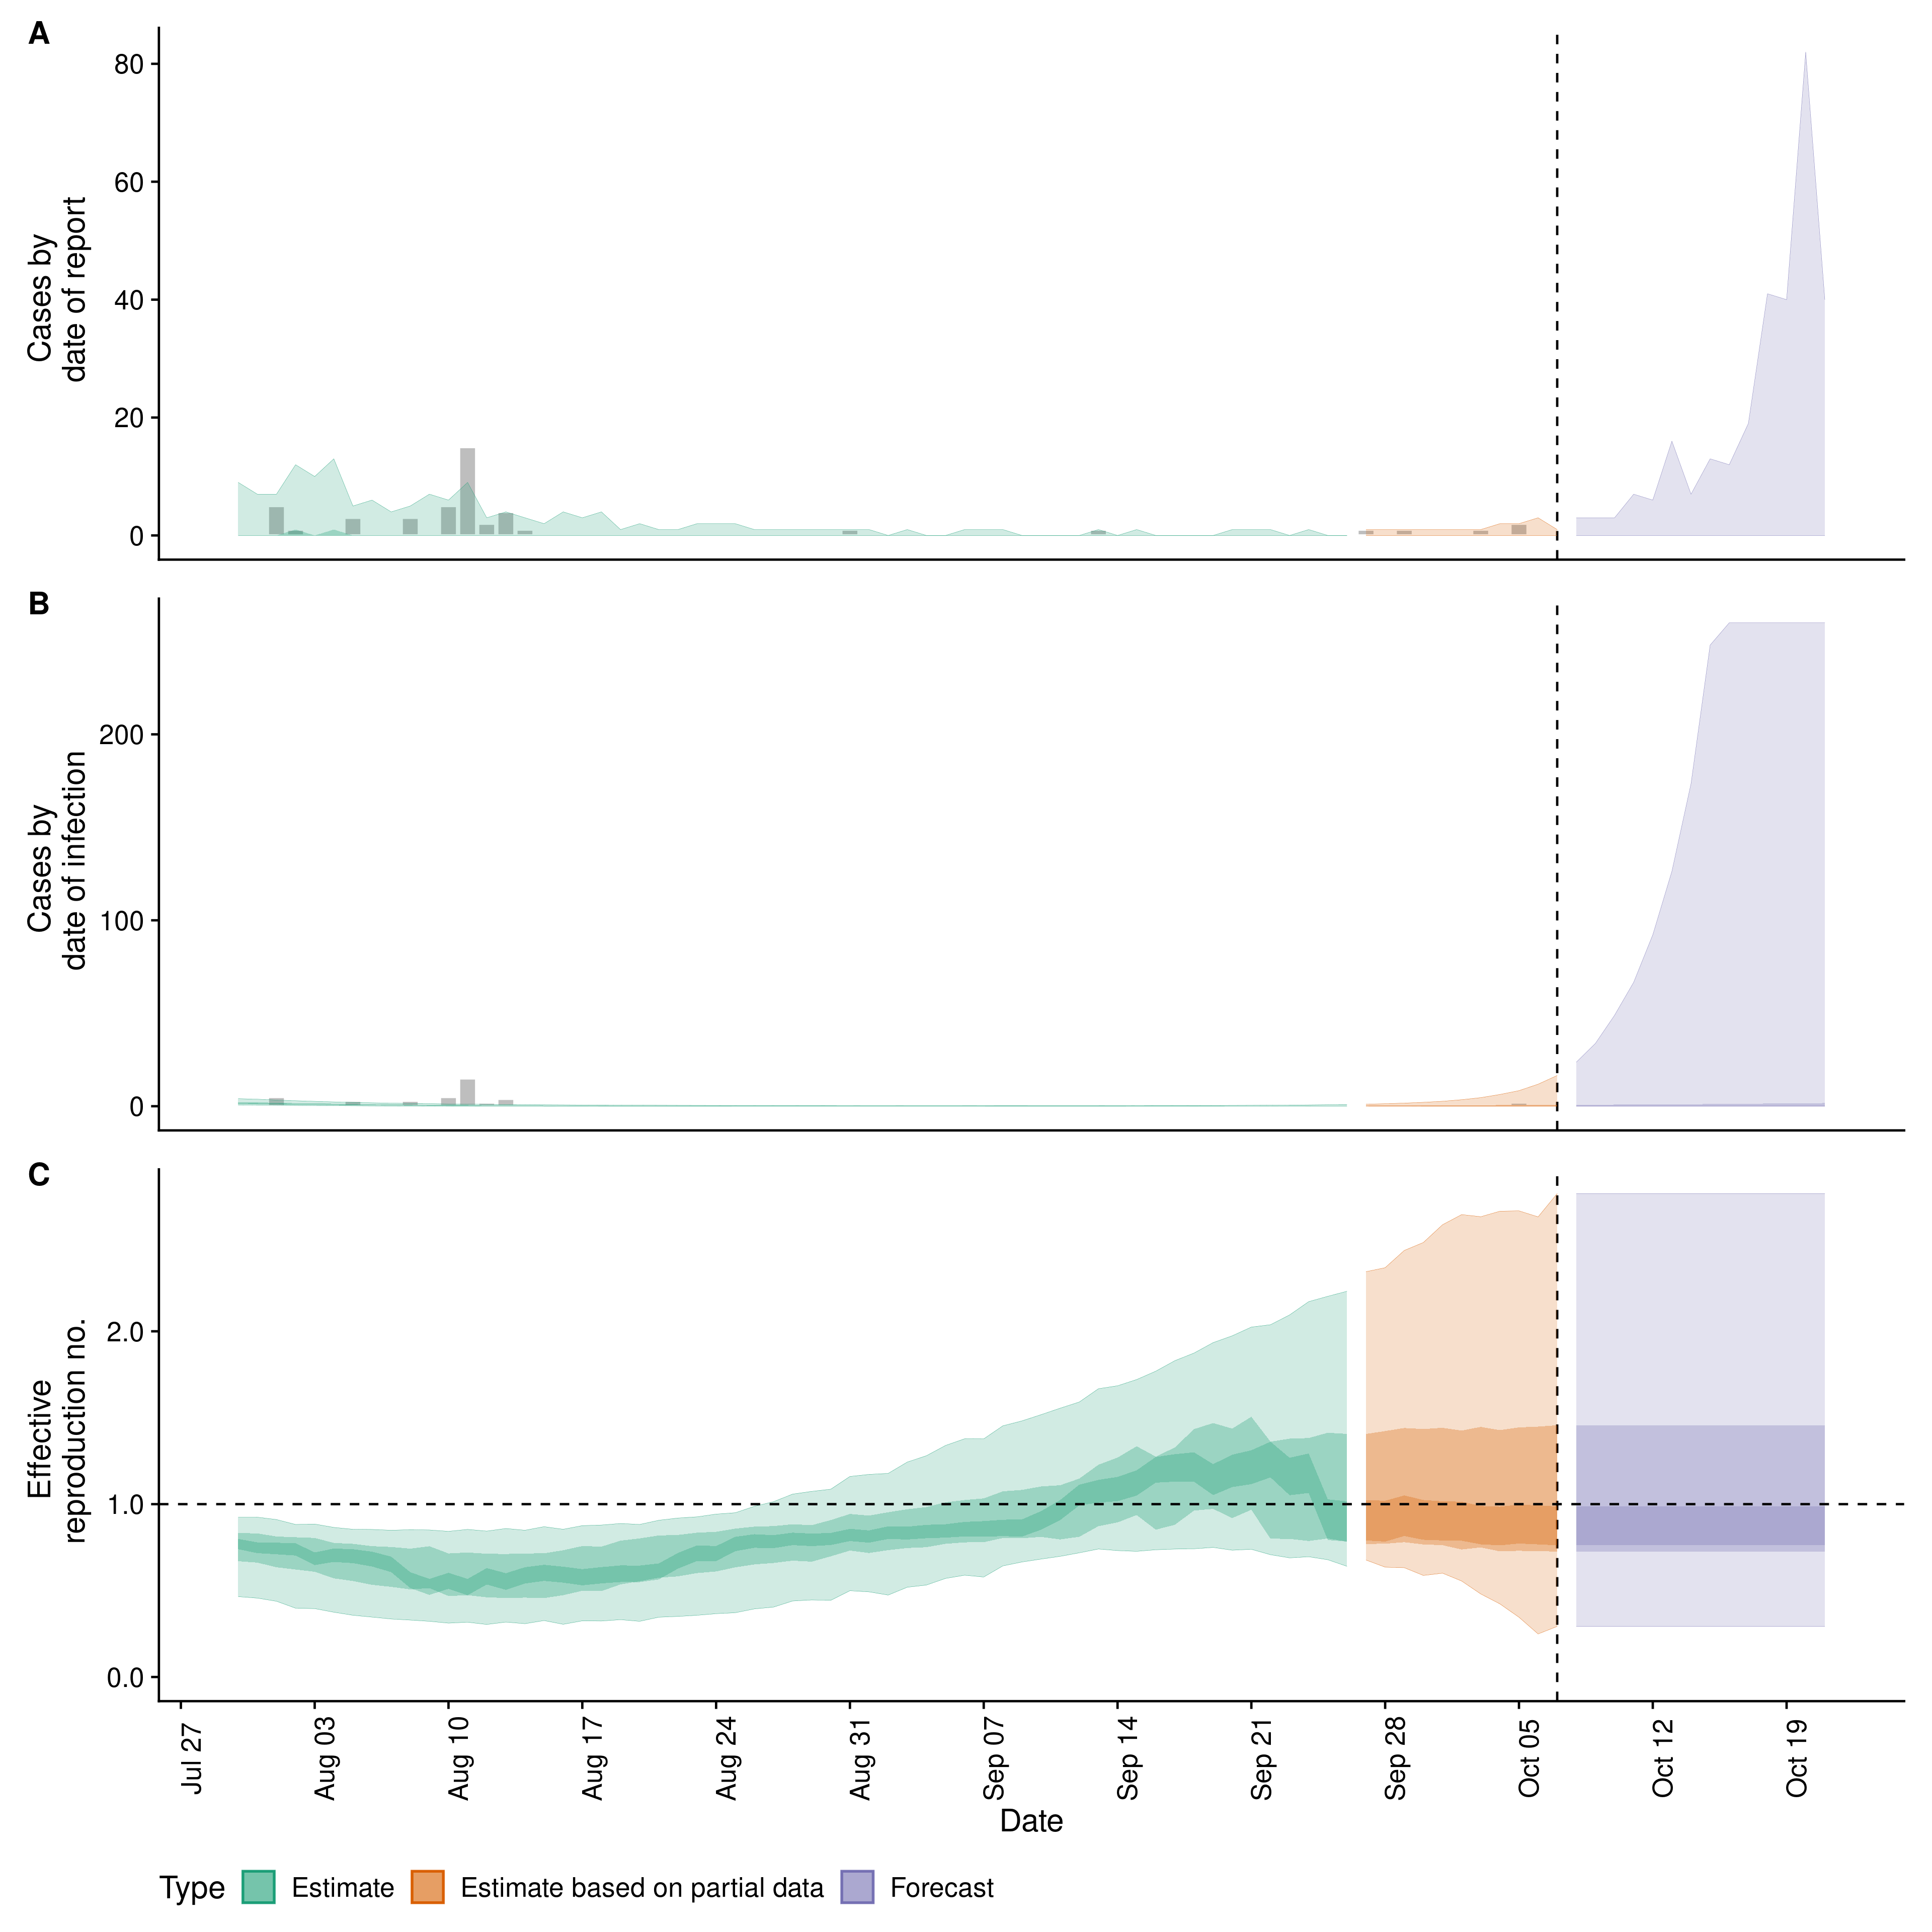 A
80
60
40
20
0
Cases by
date of report
B
200
100
0
Cases by
date of infection
C
2.0
1.0
0.0
Effective
reproduction no.
Jul 27
Aug 03
Aug 10
Aug 17
Aug 24
Aug 31
Sep 07
Sep 14
Sep 21
Sep 28
Oct 05
Oct 12
Oct 19
Date
Type Estimate Estimate based on partial data Forecast